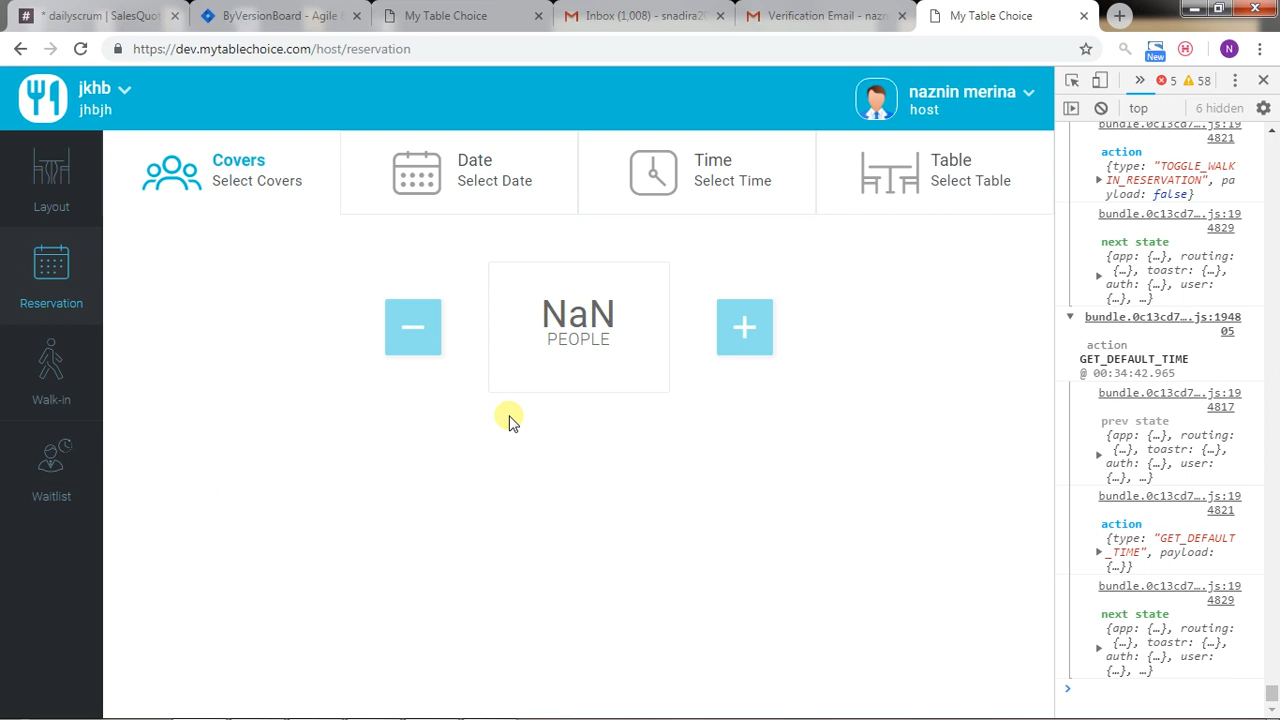 * dailyscrum | SalesQuo
ByVersionBoard - Agile
My Table Choice
Inbox (1,008) - snadira2
Verification Email - nazn
My Table Choice
https://dev.mytablechoice.com/host/reservation
New
N
jkhb
jhbjh
naznin merina
host
5
58
top
6 hidden
Layout
Reservation
Walk-in
Waitlist
Covers
Select Covers
Date
Select Date
Time
Select Time
Table
Select Table
NaN
PEOPLE
bundle.0c13cd7….js:19
4821
action
{type: "TOGGLE_WALK
IN_RESERVATION", pa
yload: false}
bundle.0c13cd7….js:19
4829
next state
{app: {…}, routing:
{…}, toastr: {…},
auth: {…}, user:
{…}, …}
bundle.0c13cd7….js:1948
05
action
GET_DEFAULT_TIME
@ 00:34:42.965
bundle.0c13cd7….js:19
4817
prev state
{app: {…}, routing:
{…}, toastr: {…},
auth: {…}, user:
{…}, …}
bundle.0c13cd7….js:19
4821
action
{type: "GET_DEFAULT
_TIME", payload:
{…}}
bundle.0c13cd7….js:19
4829
next state
{app: {…}, routing:
{…}, toastr: {…},
auth: {…}, user:
{…}, …}